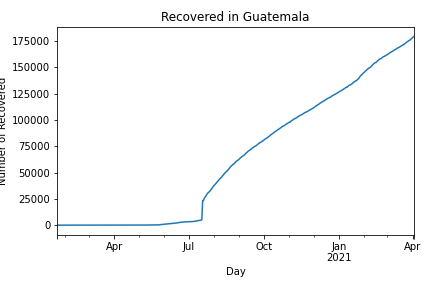 Recovered in Guatemala
175000
150000
125000
100000
75000
50000
25000
0
Number of Recovered
Apr
Jul
Oct
Jan
2021
Apr
Day